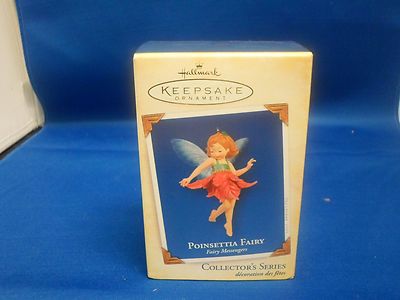 Hallmark
KEEPSAKE
ORNAMENT
POINSETTIA FAIRY
Fairy Messengers
COLLECTOR'S SERIES
décoration des fêtes